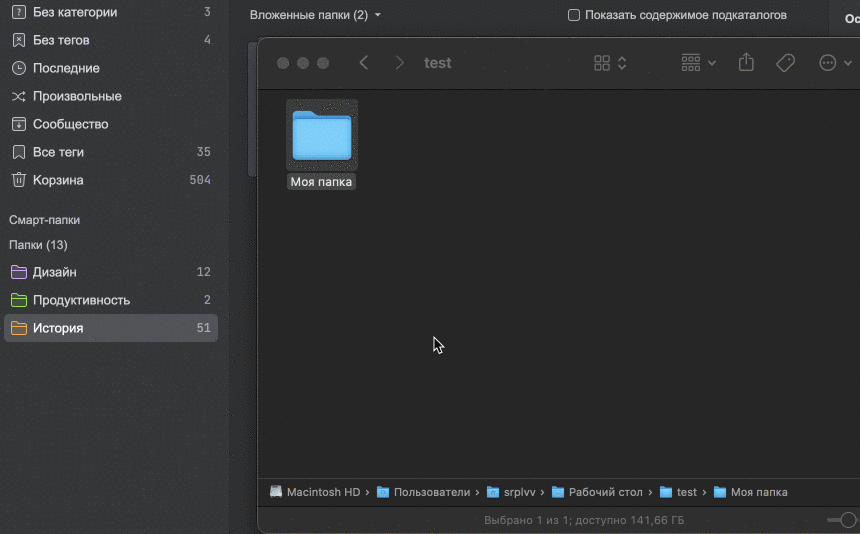 Без категории 3
Без тегов 4
Последние
Произвольные
Сообщество
Все теги 35
Корзина 504
Смарт-папки
Папки (13)
Дизайн 12
Продуктивность 2
История 51
Вложенные папки (2)
Показать содержимое подкаталогов
Ос
test
Моя папка
Macintosh HD › Пользователи › srplvv › Рабочий стол › test › Моя папка
Выбрано 1 из 1; доступно 141,66 ГБ